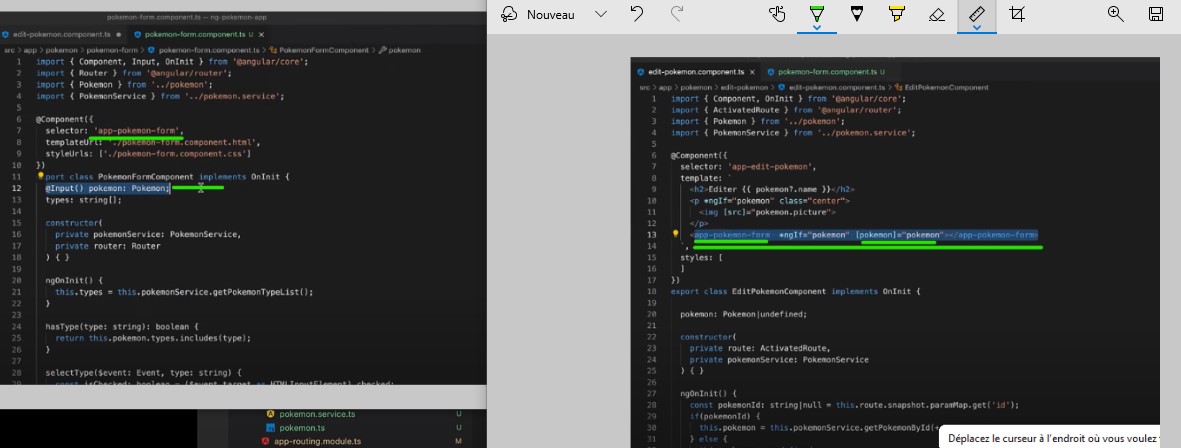 pokemon-form.component.ts — ng-pokemon-app
edit-pokemon.component.ts ● pokemon-form.component.ts U ×
src > app > pokemon > pokemon-form > pokemon-form.component.ts > PokemonFormComponent > pokemon
1 import { Component, Input, OnInit } from '@angular/core';
2 import { Router } from '@angular/router';
3 import { Pokemon } from '../pokemon';
4 import { PokemonService } from '../pokemon.service';
5
6 @Component({
7 selector: 'app-pokemon-form',
8 templateUrl: './pokemon-form.component.html',
9 styleUrls: ['./pokemon-form.component.css']
10 })
11 port class PokemonFormComponent implements OnInit {
12 @Input() pokemon: Pokemon;
13 types: string[];
14
15 constructor(
16 private pokemonService: PokemonService,
17 private router: Router
18 ) { }
19
20 ngOnInit() {
21 this.types = this.pokemonService.getPokemonTypeList();
22 }
23
24 hasType(type: string): boolean {
25 return this.pokemon.types.includes(type);
26 }
27
28 selectType($event: Event, type: string) {
29 const isChecked: boolean = ($event.target as HTMLInputElement).checked;
pokemon.service.ts U
pokemon.ts U
app-routing.module.ts M
Nouveau
edit-pokemon.component.ts × pokemon-form.component.ts U
src > app > pokemon > edit-pokemon > edit-pokemon.component.ts > EditPokemonComponent
1 import { Component, OnInit } from '@angular/core';
2 import { ActivatedRoute } from '@angular/router';
3 import { Pokemon } from '../pokemon';
4 import { PokemonService } from '../pokemon.service';
5
6 @Component({
7 selector: 'app-edit-pokemon',
8 template: `
9 <h2>Editer {{ pokemon?.name }}</h2>
10 <p *ngIf="pokemon" class="center">
11 <img [src]="pokemon.picture">
12 </p>
13 <app-pokemon-form *ngIf="pokemon" [pokemon]="pokemon"></app-pokemon-form>
14 `,
15 styles: [
16 ]
17 })
18 export class EditPokemonComponent implements OnInit {
19
20 pokemon: Pokemon|undefined;
21
22 constructor(
23 private route: ActivatedRoute,
24 private pokemonService: PokemonService
25 ) { }
26
27 ngOnInit() {
28 const pokemonId: string|null = this.route.snapshot.paramMap.get('id');
29 if(pokemonId) {
30 this.pokemon = this.pokemonService.getPokemonById(+
31 } else {
Déplacez le curseur à l'endroit où vous voulez